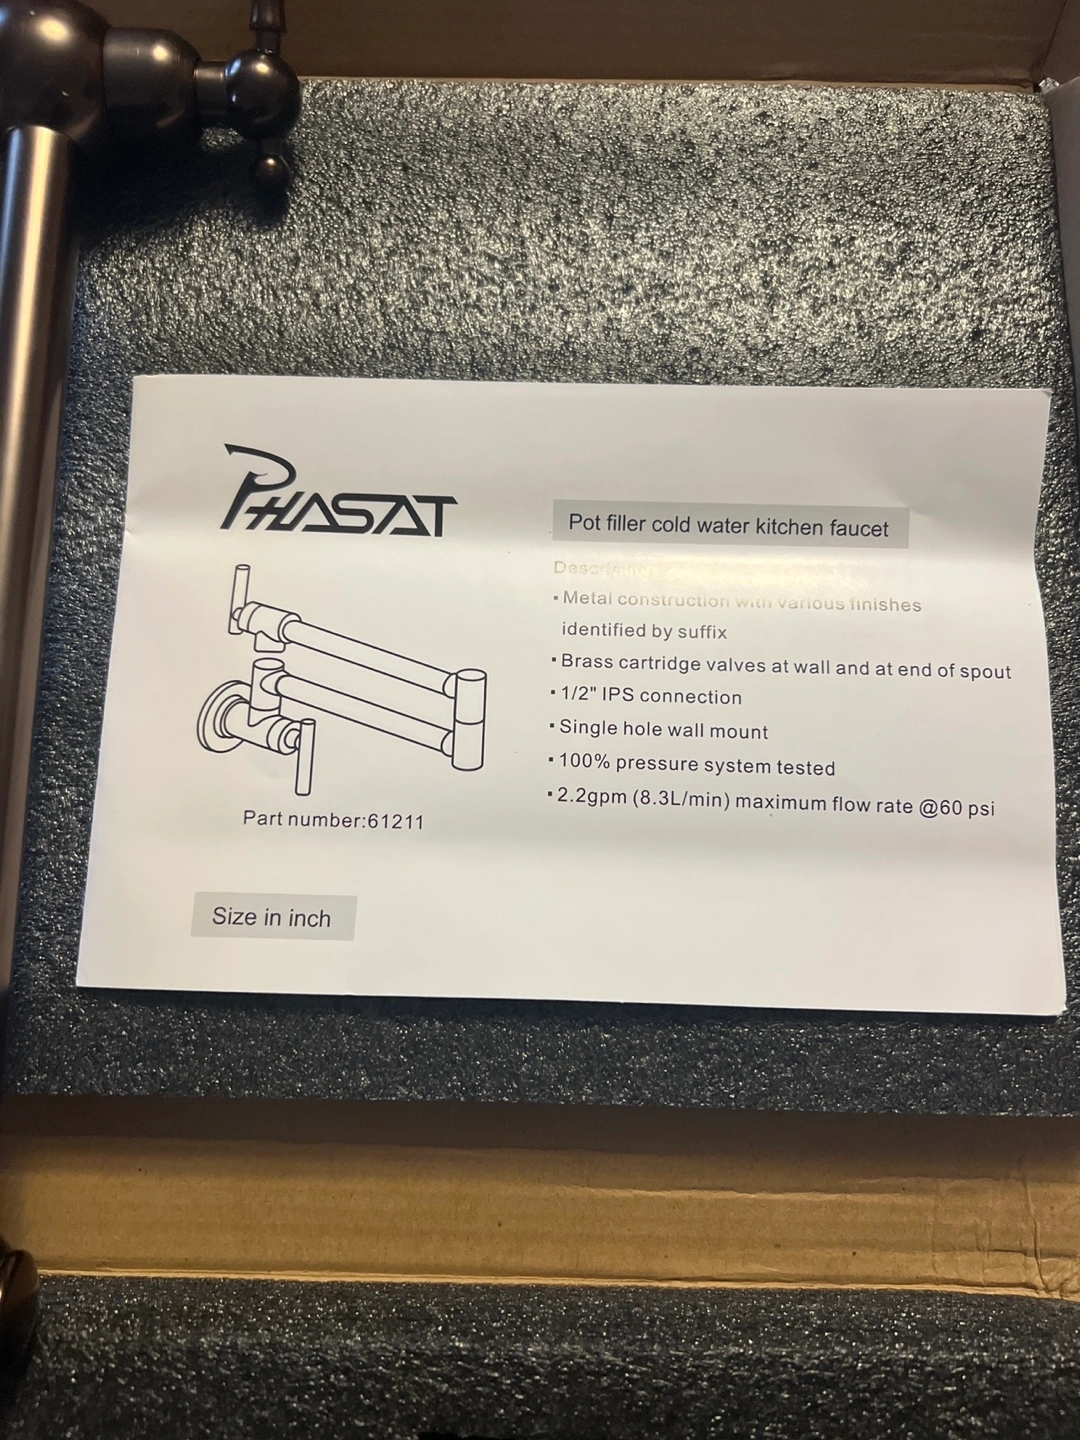 PHASAT
Pot filler cold water kitchen faucet
Description
▪ Metal construction with various finishes
identified by suffix
▪ Brass cartridge valves at wall and at end of spout
▪ 1/2" IPS connection
▪ Single hole wall mount
▪ 100% pressure system tested
▪ 2.2gpm (8.3L/min) maximum flow rate @60 psi
Part number:61211
Size in inch